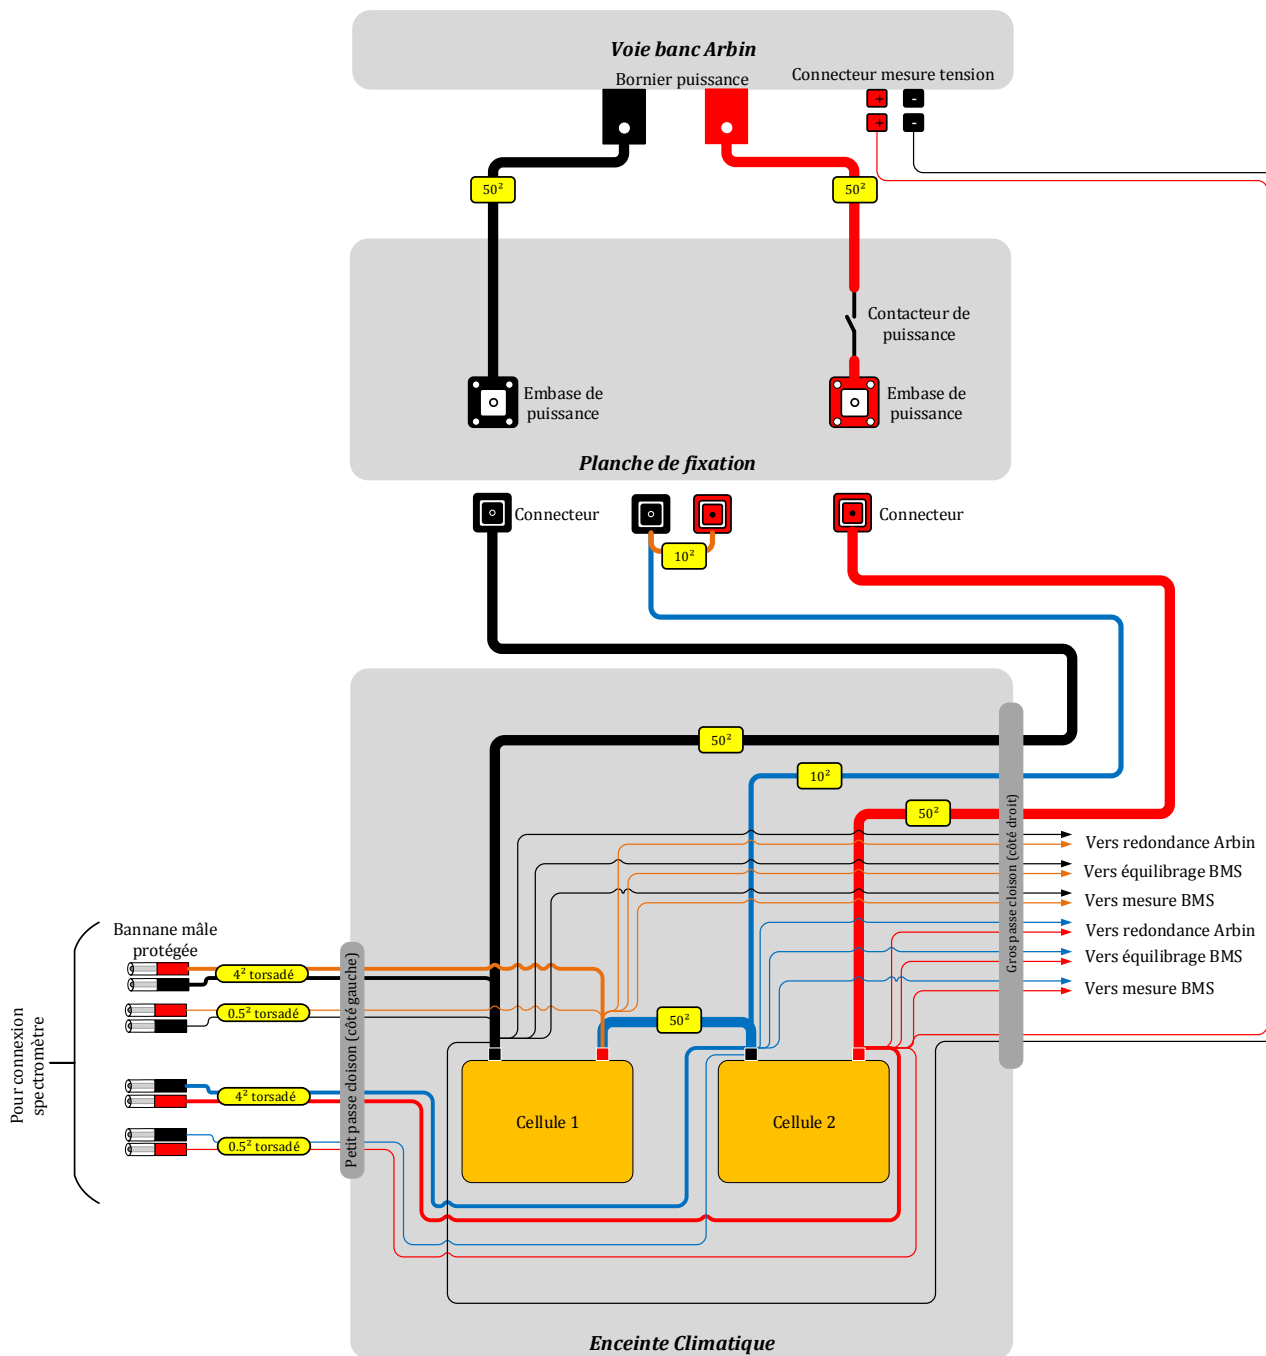 Voie banc Arbin
Bornier puissance
Connecteur mesure tension
+
-
+
-
50²
50²
Contacteur de
puissance
Embase de
puissance
Embase de
puissance
Planche de fixation
Connecteur
Connecteur
10²
50²
10²
50²
Gros passe cloison (côté droit)
Vers redondance Arbin
Vers équilibrage BMS
Vers mesure BMS
Vers redondance Arbin
Vers équilibrage BMS
Vers mesure BMS
Bannane mâle
protégée
4² torsadé
0.5² torsadé
50²
Pour connexion
spectromètre
Petit passe cloison (côté gauche)
4² torsadé
0.5² torsadé
Cellule 1
Cellule 2
Enceinte Climatique